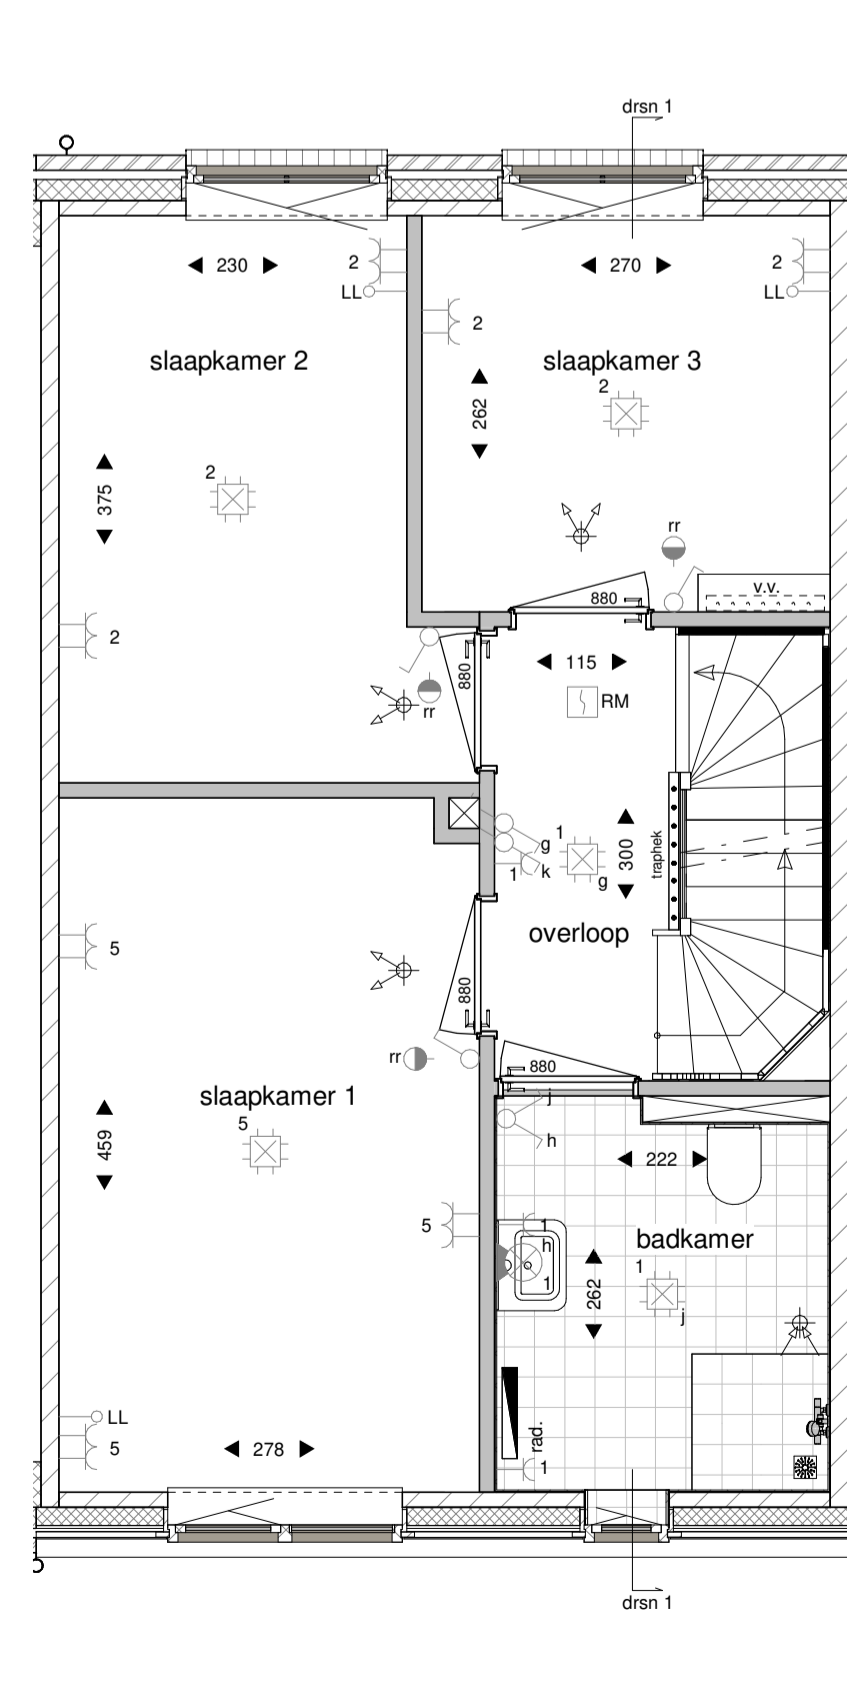 drsn 1
230
2
LL
270
2
LL
2
slaapkamer 2
slaapkamer 3
262
2
375
2
rr
v.v.
880
2
880
115
rr
RM
g
1
300
traphek
k
1
g
overloop
5
880
rr
880
slaapkamer 1
5
j
h
459
222
5
1
h
badkamer
1
1
262
j
LL
5
278
rad.
1
drsn 1